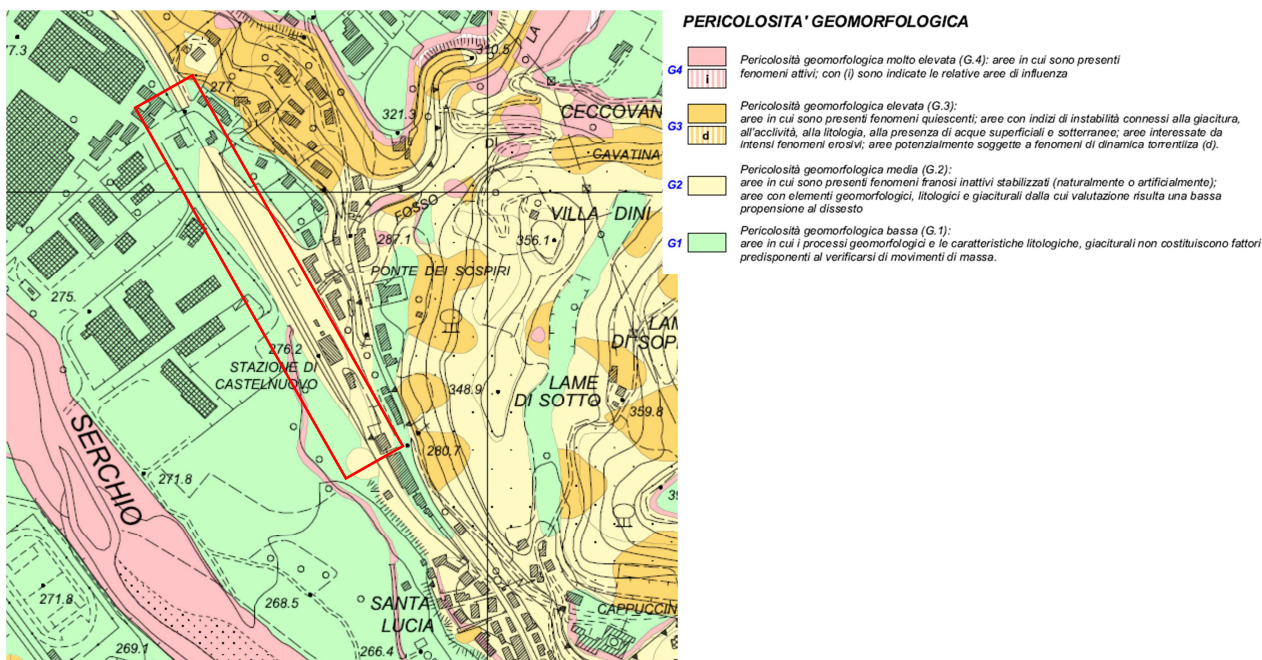 PERICOLOSITA' GEOMORFOLOGICA
G4
i
Pericolosità geomorfologica molto elevata (G.4): aree in cui sono presenti
fenomeni attivi; con (i) sono indicate le relative aree di influenza
G3
d
Pericolosità geomorfologica elevata (G.3):
aree in cui sono presenti fenomeni quiescenti; aree con indizi di instabilità connessi alla giacitura,
all'acclività, alla litologia, alla presenza di acque superficiali e sotterranee; aree interessate da
intensi fenomeni erosivi; aree potenzialmente soggette a fenomeni di dinamica torrentliza (d).
G2
Pericolosità geomorfologica media (G.2):
aree in cui sono presenti fenomeni franosi inattivi stabilizzati (naturalmente o artificialmente);
aree con elementi geomorfologici, litologici e giaciturali dalla cui valutazione risulta una bassa
propensione al dissesto
G1
Pericolosità geomorfologica bassa (G.1):
aree in cui i processi geomorfologici e le caratteristiche litologiche, giaciturali non costituiscono fattori
predisponenti al verificarsi di movimenti di massa.
277.3
310.5
LA
277.
321.3
CECCOVAN
DI
CAVATINA
FOSSO
VILLA DINI
287.1
356.1
PONTE DEI SOSPIRI
275.
LAM
DI SOPI
276.2
STAZIONE DI
CASTELNUOVO
348.9
LAME
DI SOTTO
359.8
SERCHIO
280.7
271.8
271.8
268.5
SANTA
LUCIA
CAPPUCCIN
269.1
266.4